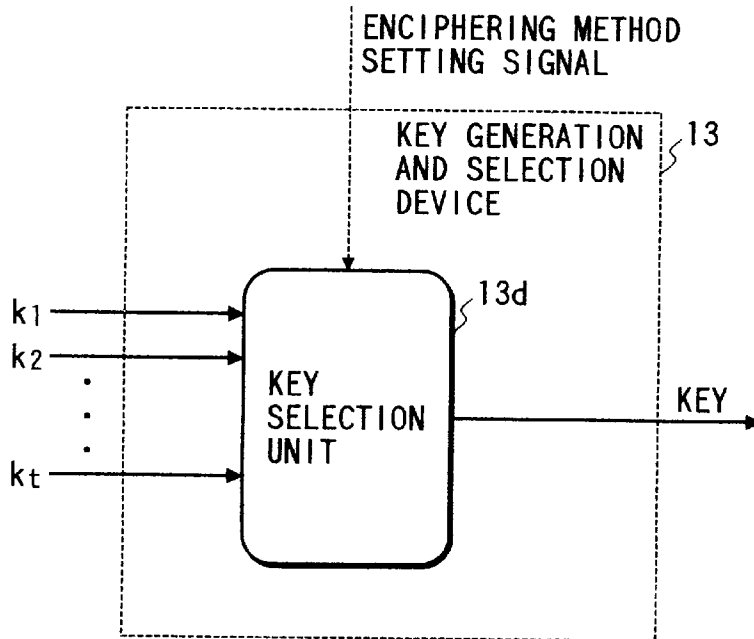 ENCIPHERING METHOD
SETTING SIGNAL
KEY GENERATION
AND SELECTION
DEVICE
13
13d
k1
k2
kt
KEY
SELECTION
UNIT
KEY